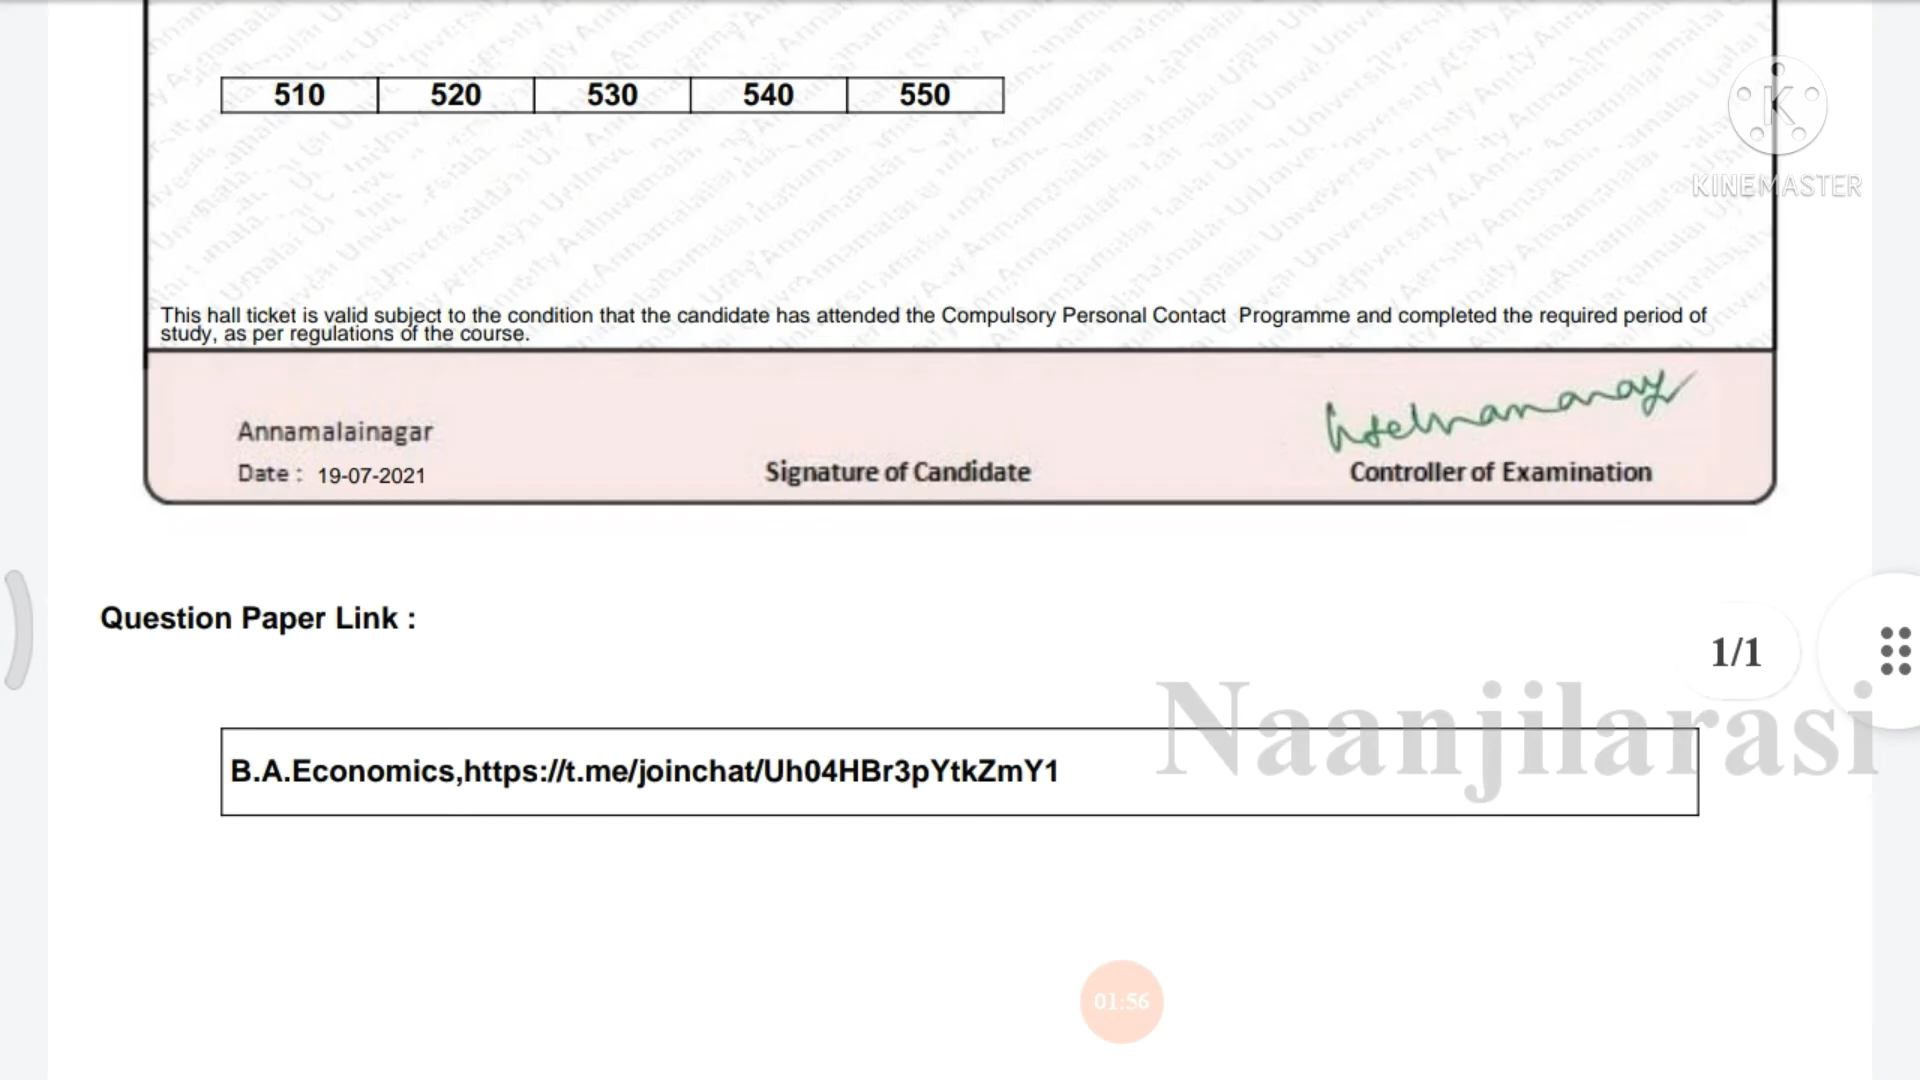 510 520 530 540 550
KINEMASTER
This hall ticket is valid subject to the condition that the candidate has attended the Compulsory Personal Contact Programme and completed the required period of
study, as per regulations of the course.
Annamalainagar
Date : 19-07-2021
Signature of Candidate
Controller of Examination
Question Paper Link :
1/1
Naanjilarasi
B.A.Economics,https://t.me/joinchat/Uh04HBr3pYtkZmY1
01:56